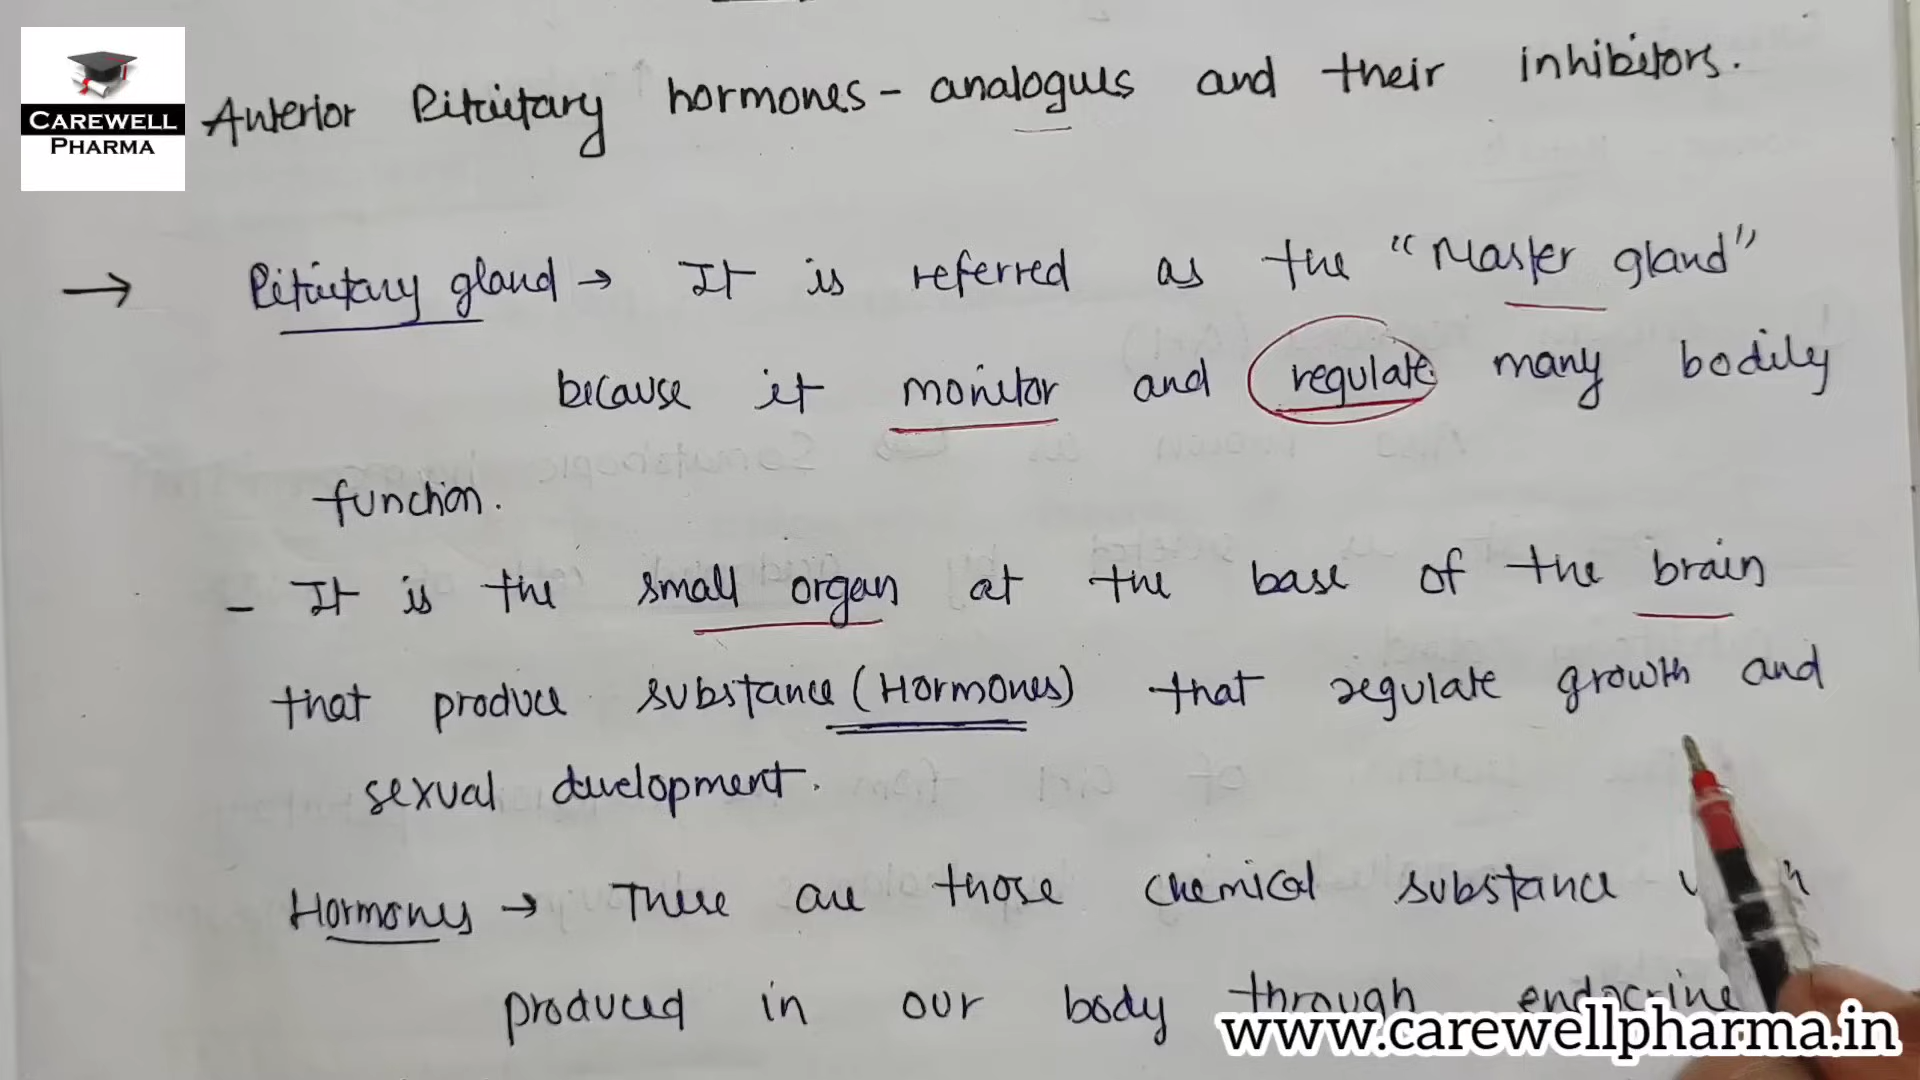 CAREWELL
PHARMA
Anterior Pituitary hormones - analogues and their inhibitors.
→ Pituitary gland → It is referred as the "Master gland"
because it monitor and regulate many bodily
function.
- It is the small organ at the base of the brain
that produce substance (Hormones) that regulate growth and
sexual development.
Hormones → These are those chemical substance
produced in our body through endocrine
www.carewellpharma.in